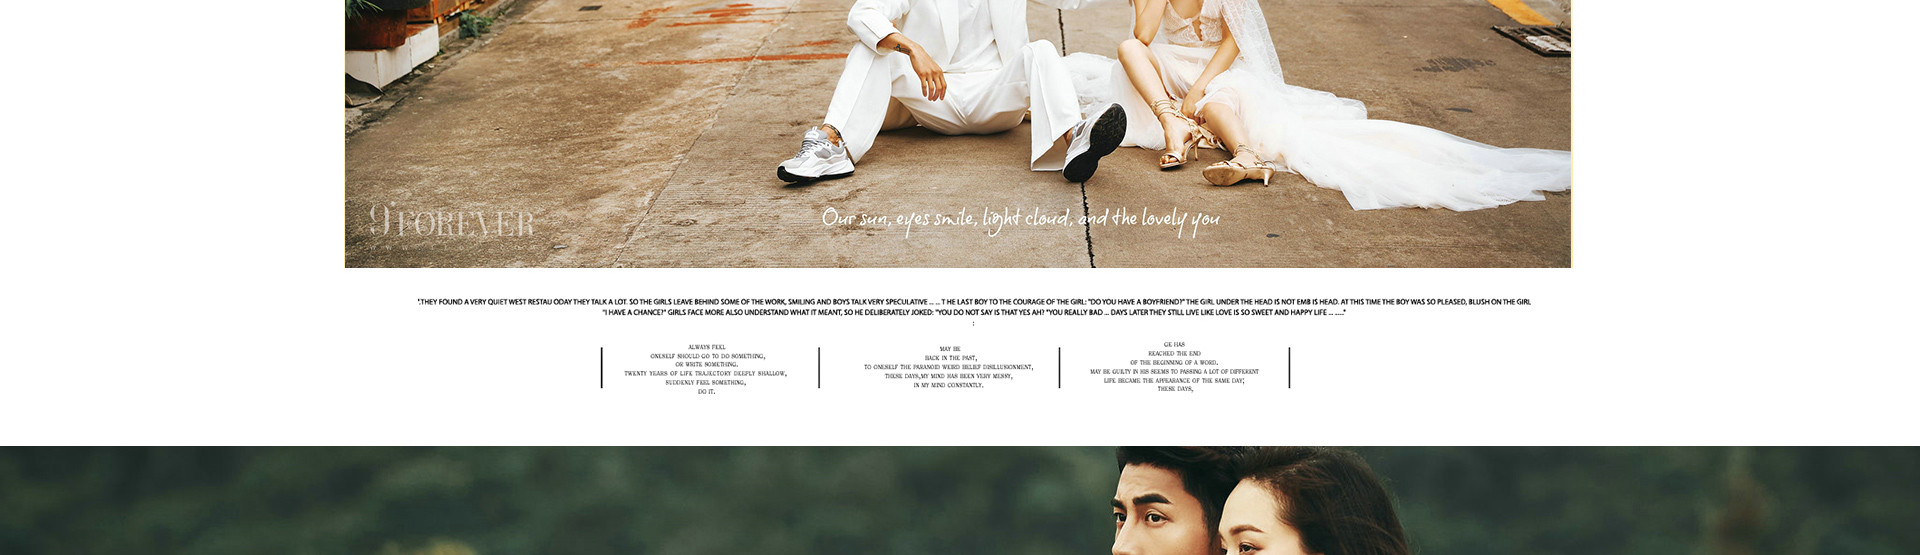 9°FOREVER
Our sun, eyes smile, light cloud, and the lovely you
".THEY FOUND A VERY QUIET WEST RESTAU ODAY THEY TALK A LOT. SO THE GIRLS LEAVE BEHIND SOME OF THE WORK, SMILING AND BOYS TALK VERY SPECULATIVE ... ... T HE LAST BOY TO THE COURAGE OF THE GIRL: "DO YOU HAVE A BOYFRIEND?" THE GIRL UNDER THE HEAD IS NOT EMB IS HEAD. AT THIS TIME THE BOY WAS SO PLEASED, BLUSH ON THE GIRL
"I HAVE A CHANCE?" GIRLS FACE MORE ALSO UNDERSTAND WHAT IT MEANT, SO HE DELIBERATELY JOKED: "YOU DO NOT SAY IS THAT YES AH? "YOU REALLY BAD ... DAYS LATER THEY STILL LIVE LIKE LOVE IS SO SWEET AND HAPPY LIFE ... ....."
:
ALWAYS FEEL
ONESELF SHOULD GO TO DO SOMETHING,
OR WRITE SOMETHING.
TWENTY YEARS OF LIFE TRAJECTORY DEEPLY SHALLOW,
SUDDENLY FEEL SOMETHING,
DO IT.
MAY BE
BACK IN THE PAST,
TO ONESELF THE PARANOID WEIRD BELIEF DISILLUSIONMENT,
THESE DAYS,MY MIND HAS BEEN VERY MESSY,
IN MY MIND CONSTANTLY.
GE HAS
REACHED THE END
OF THE BEGINNING OF A WORD.
MAY BE GUILTY IN HIS SEEMS TO PASSING A LOT OF DIFFERENT
LIFE BECAME THE APPEARANCE OF THE SAME DAY;
THESE DAYS,